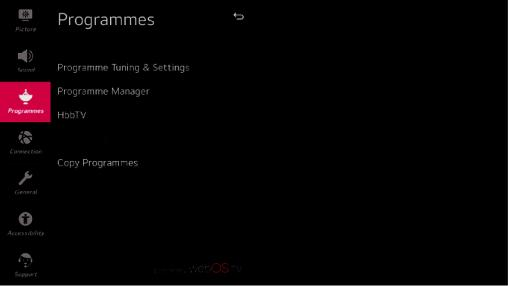 Programmes
Picture
Sound
Programmes
Connection
General
Accessibility
Support
Programme Tuning & Settings
Programme Manager
HbbTV
Copy Programmes
webOS TV